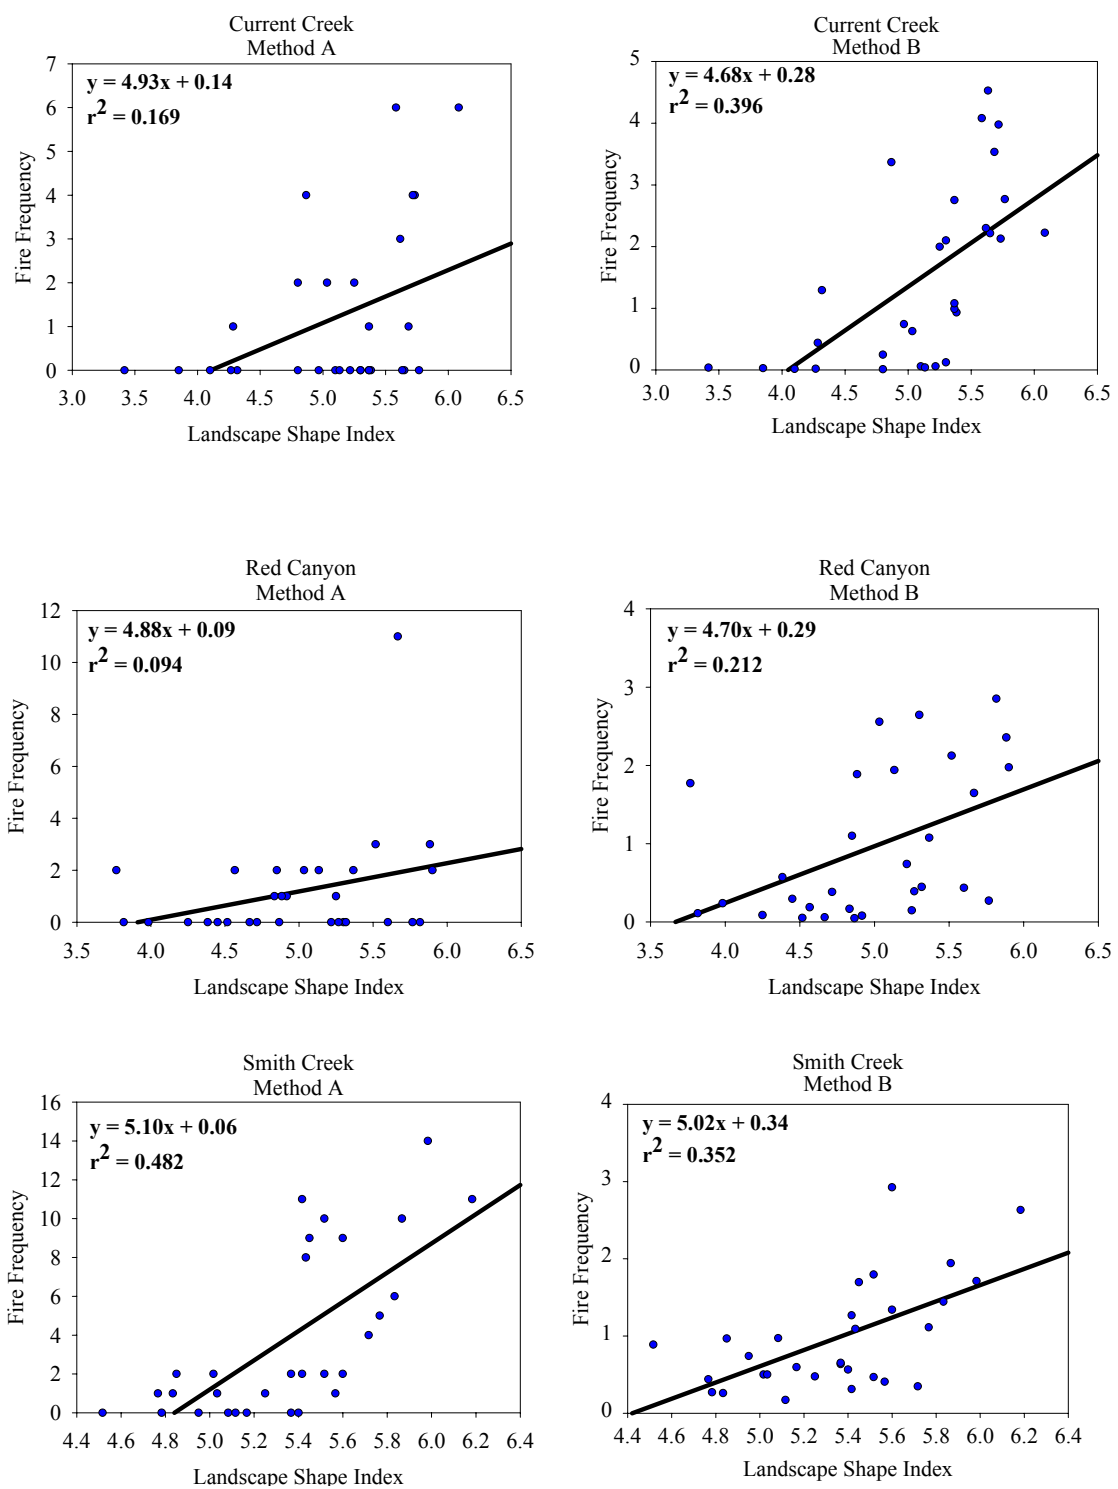 Current Creek
Method A
y = 4.93x + 0.14
r2 = 0.169
7
6
5
4
3
2
1
0
Fire Frequency
3.0 3.5 4.0 4.5 5.0 5.5 6.0 6.5
Landscape Shape Index
Current Creek
Method B
y = 4.68x + 0.28
r2 = 0.396
5
4
3
2
1
0
Fire Frequency
3.0 3.5 4.0 4.5 5.0 5.5 6.0 6.5
Landscape Shape Index
Red Canyon
Method A
y = 4.88x + 0.09
r2 = 0.094
12
10
8
6
4
2
0
Fire Frequency
3.5 4.0 4.5 5.0 5.5 6.0 6.5
Landscape Shape Index
Red Canyon
Method B
y = 4.70x + 0.29
r2 = 0.212
4
3
2
1
0
Fire Frequency
3.5 4.0 4.5 5.0 5.5 6.0 6.5
Landscape Shape Index
Smith Creek
Method A
y = 5.10x + 0.06
r2 = 0.482
16
14
12
10
8
6
4
2
0
Fire Frequency
4.4 4.6 4.8 5.0 5.2 5.4 5.6 5.8 6.0 6.2 6.4
Landscape Shape Index
Smith Creek
Method B
y = 5.02x + 0.34
r2 = 0.352
4
3
2
1
0
Fire Frequency
4.4 4.6 4.8 5.0 5.2 5.4 5.6 5.8 6.0 6.2 6.4
Landscape Shape Index